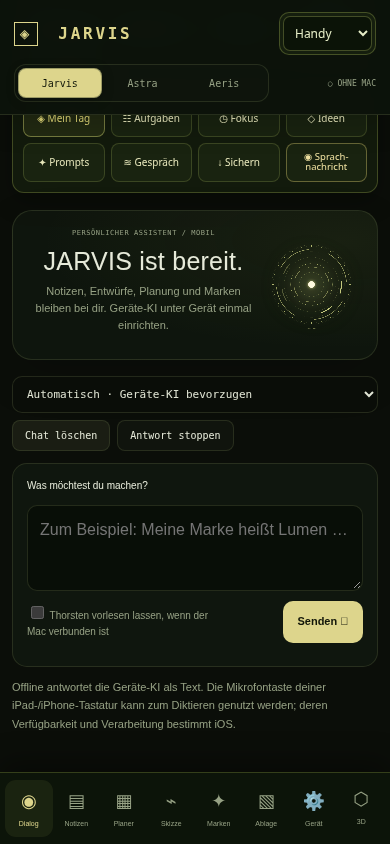 JARVIS
Handy
Jarvis
Astra
Aeris
OHNE MAC
Mein Tag
Aufgaben
Fokus
Ideen
Prompts
Gespräch
Sichern
Sprach-
nachricht
PERSÖNLICHER ASSISTENT / MOBIL
JARVIS ist bereit.
Notizen, Entwürfe, Planung und Marken
bleiben bei dir. Geräte-KI unter Gerät einmal
einrichten.
Automatisch · Geräte-KI bevorzugen
Chat löschen
Antwort stoppen
Was möchtest du machen?
Zum Beispiel: Meine Marke heißt Lumen …
Thorsten vorlesen lassen, wenn der
Mac verbunden ist
Senden
Offline antwortet die Geräte-KI als Text. Die Mikrofontaste deiner
iPad-/iPhone-Tastatur kann zum Diktieren genutzt werden; deren
Verfügbarkeit und Verarbeitung bestimmt iOS.
Dialog
Notizen
Planer
Skizze
Marken
Ablage
Gerät
3D